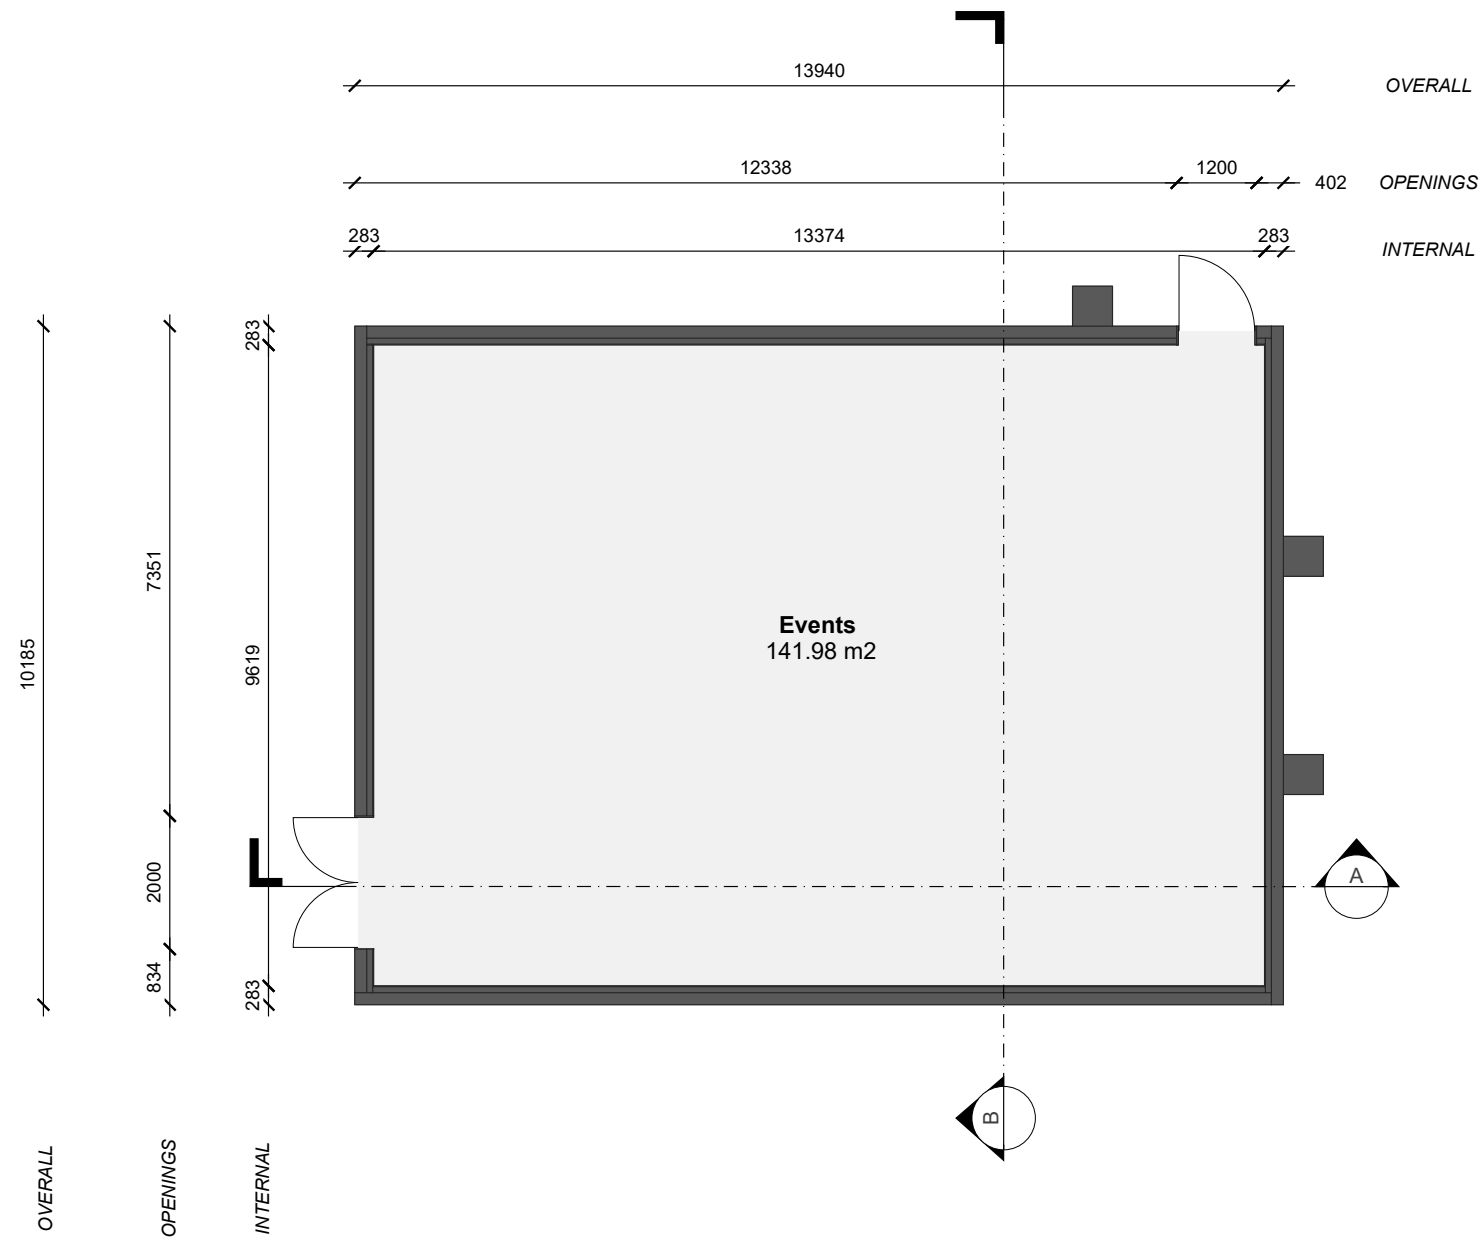 13940
OVERALL
12338
1200
402
OPENINGS
283
13374
283
INTERNAL
283
7351
10185
9619
Events
141.98 m2
2000
A
834
283
B
OVERALL
OPENINGS
INTERNAL